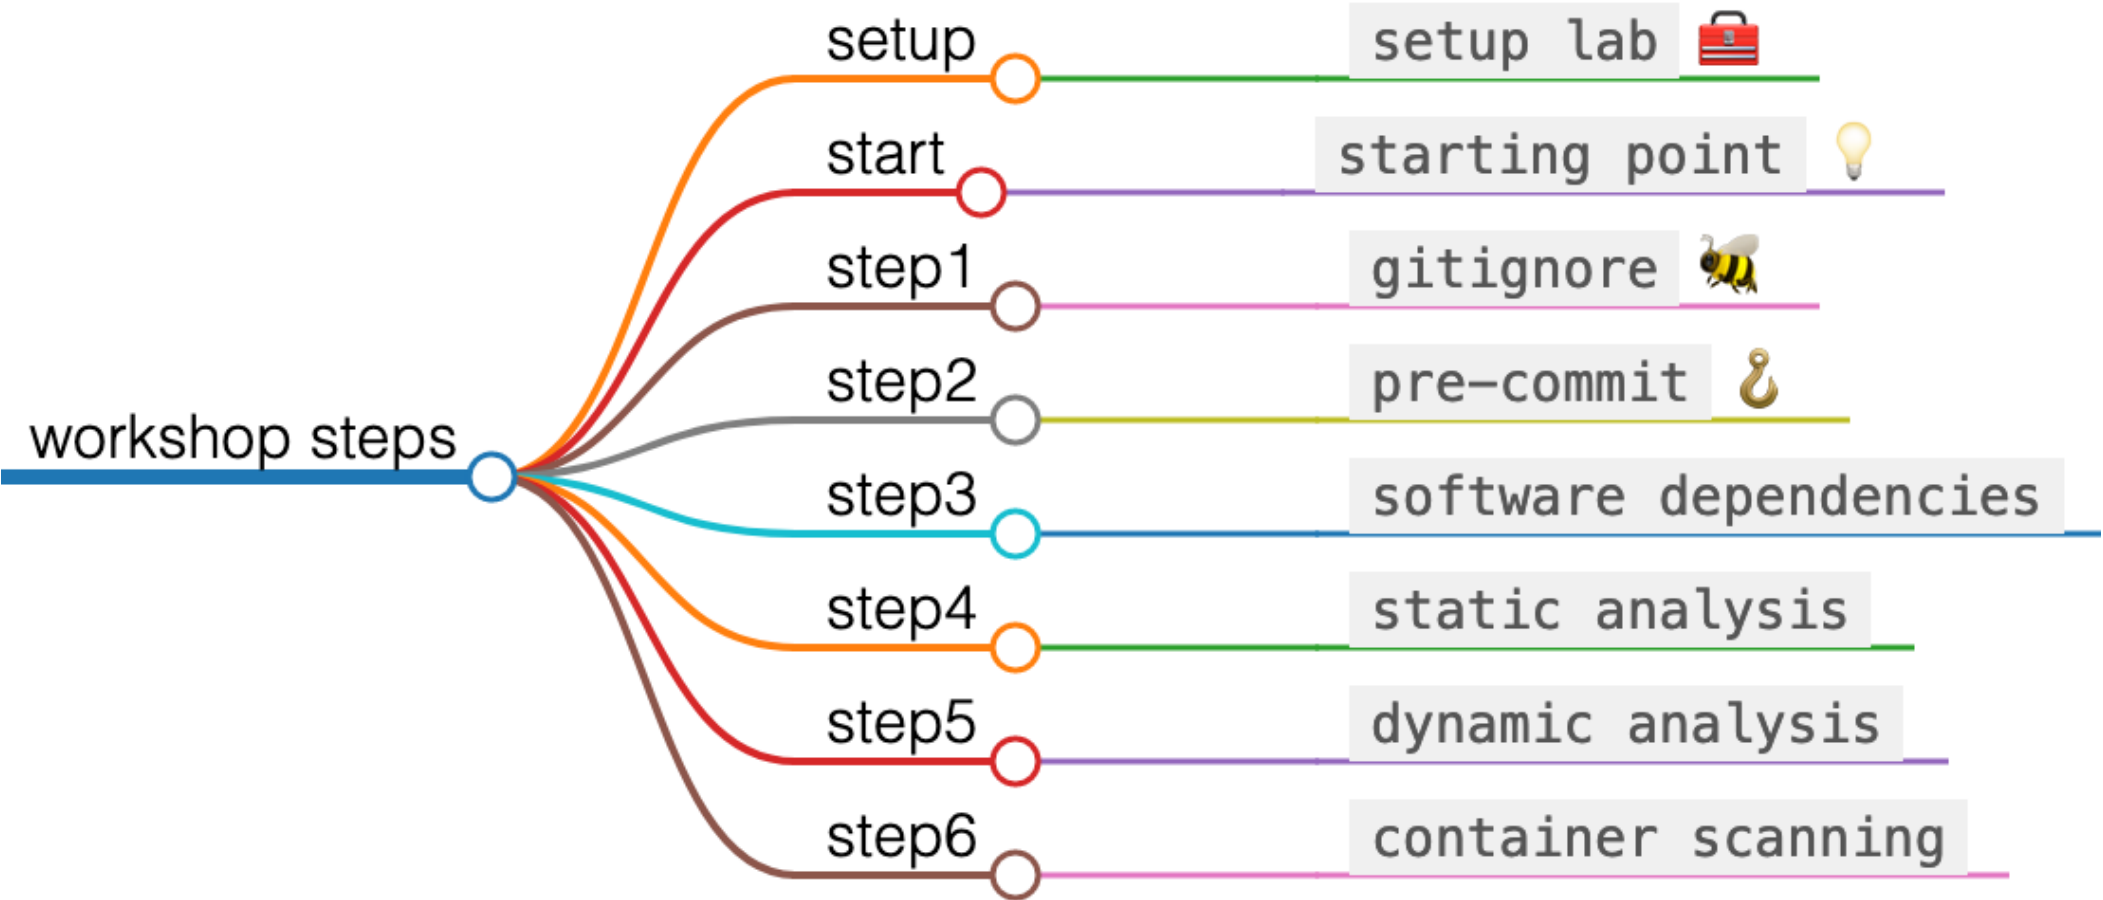 setup
setup lab 🧰
start
starting point 💡
step1
gitignore 🐝
step2
pre-commit 🪝
workshop steps
step3
software dependencies
step4
static analysis
step5
dynamic analysis
step6
container scanning